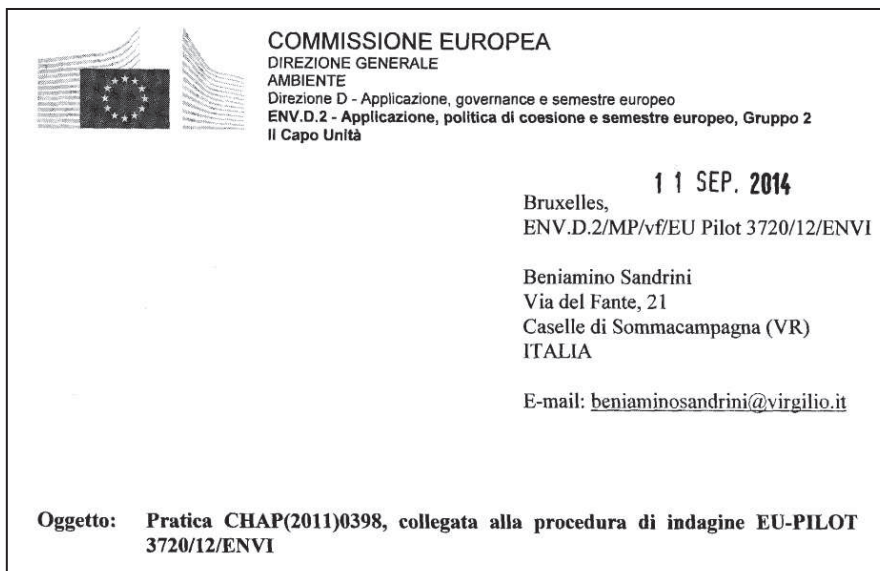 COMMISSIONE EUROPEA
DIREZIONE GENERALE
AMBIENTE
Direzione D - Applicazione, governance e semestre europeo
ENV.D.2 - Applicazione, politica di coesione e semestre europeo, Gruppo 2
Il Capo Unità
11 SEP. 2014
Bruxelles,
ENV.D.2/MP/vf/EU Pilot 3720/12/ENVI
Beniamino Sandrini
Via del Fante, 21
Caselle di Sommacampagna (VR)
ITALIA
E-mail: beniaminosandrini@virgilio.it
Oggetto: Pratica CHAP(2011)0398, collegata alla procedura di indagine EU-PILOT
3720/12/ENVI